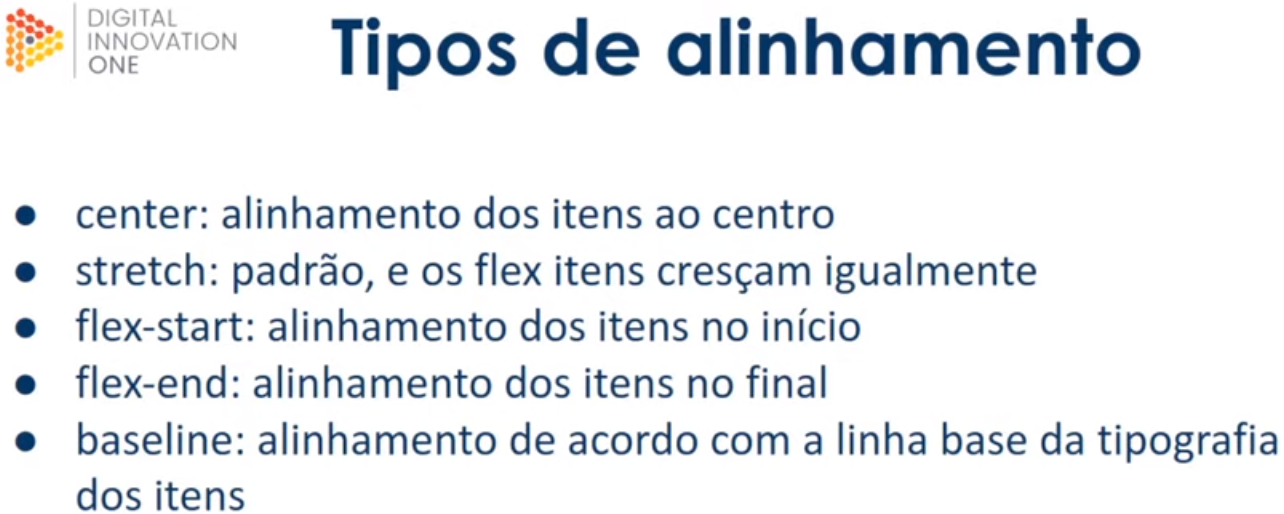 DIGITAL
INNOVATION
ONE
Tipos de alinhamento
● center: alinhamento dos itens ao centro
● stretch: padrão, e os flex itens cresçam igualmente
● flex-start: alinhamento dos itens no início
● flex-end: alinhamento dos itens no final
● baseline: alinhamento de acordo com a linha base da tipografia
dos itens